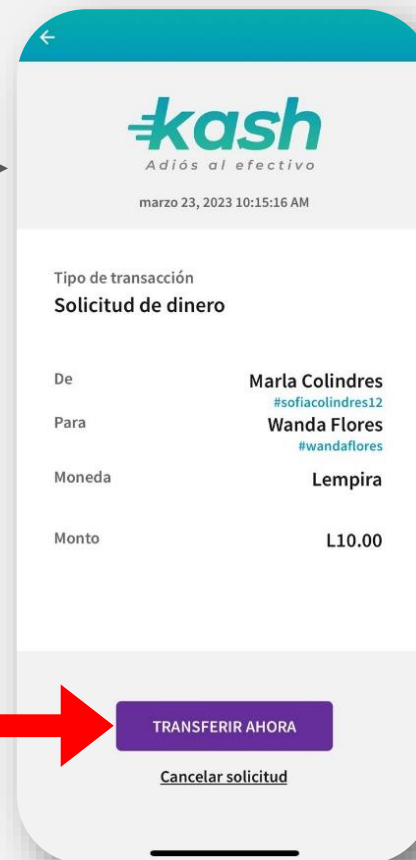 kash
Adiós al efectivo
marzo 23, 2023 10:15:16 AM
Tipo de transacción
Solicitud de dinero
De Marla Colindres
#sofiacolindres12
Para Wanda Flores
#wandaflores
Moneda Lempira
Monto L10.00
TRANSFERIR AHORA
Cancelar solicitud